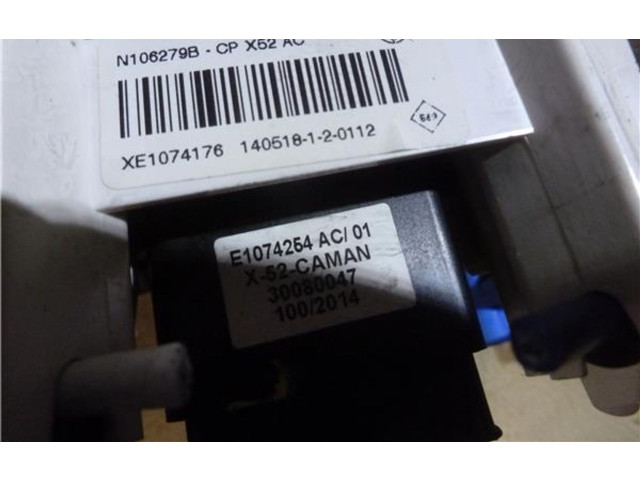 N106279B - CP X52 AC
XE1074176 140518-1-2-0112
E1074254 AC/01
X-52-CAMAN
30080047
100/2014